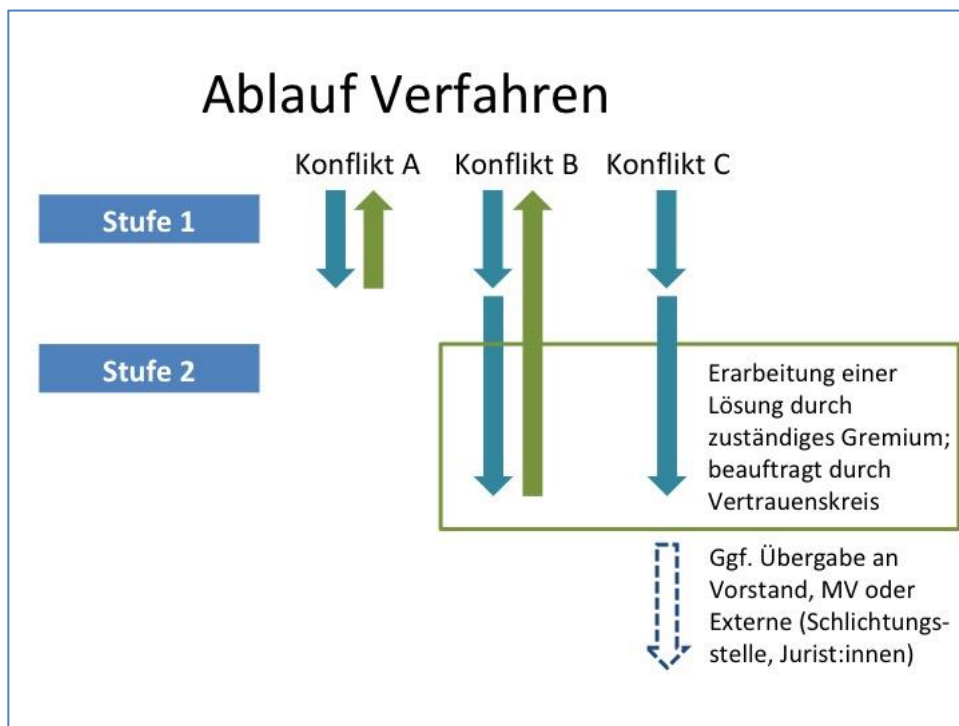 Ablauf Verfahren
Konflikt A
Konflikt B
Konflikt C
Stufe 1
Stufe 2
Erarbeitung einer
Lösung durch
zuständiges Gremium;
beauftragt durch
Vertrauenskreis
Ggf. Übergabe an
Vorstand, MV oder
Externe (Schlichtungs-
stelle, Jurist:innen)